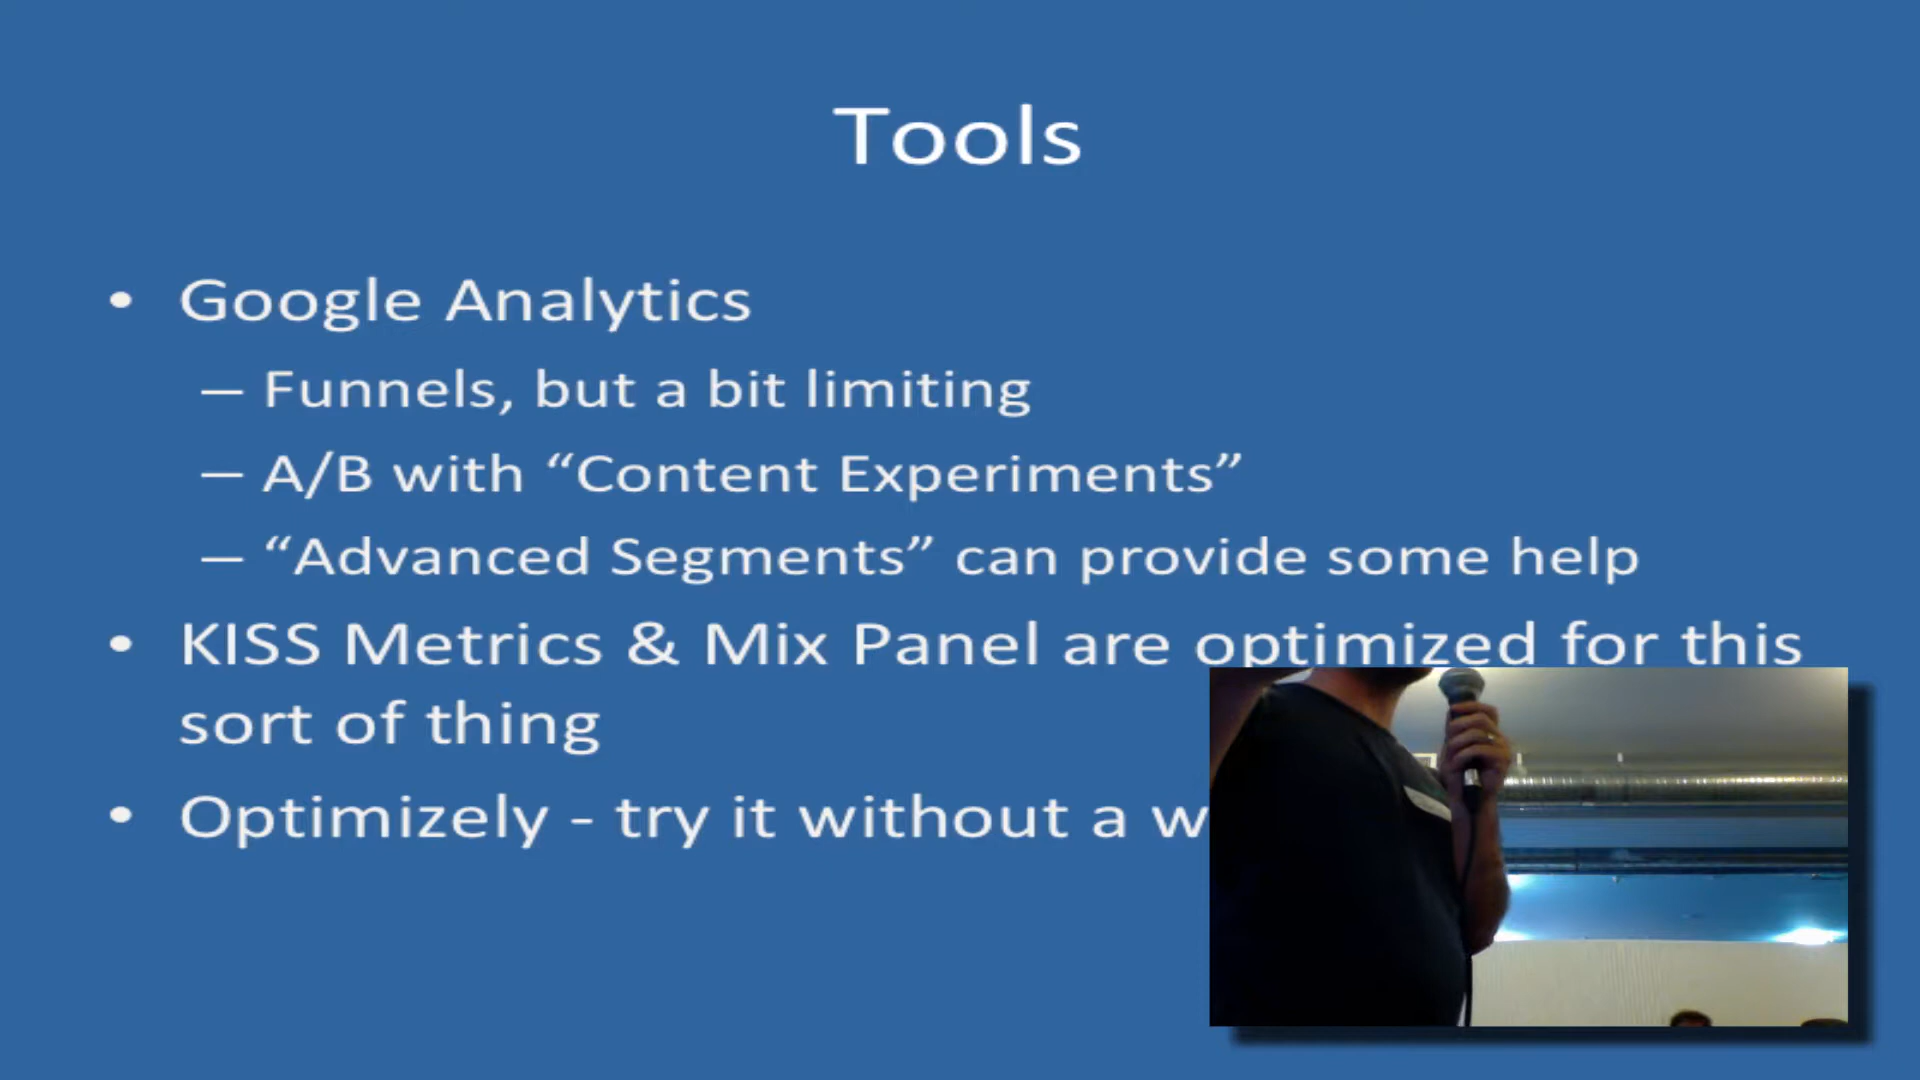 Tools
• Google Analytics
— Funnels, but a bit limiting
— A/B with “Content Experiments”
— “Advanced Segments” can provide some help
• KISS Metrics & Mix Panel are optimized for this
sort of thing
• Optimizely - try it without a